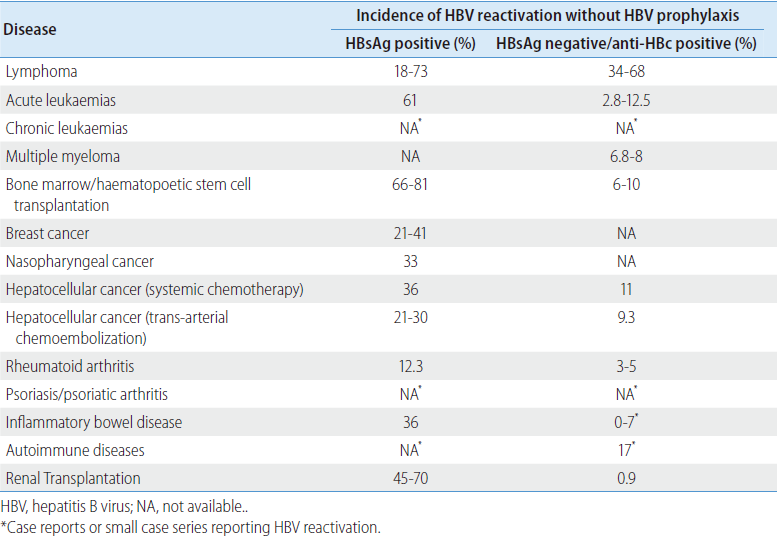 Disease Incidence of HBV reactivation without HBV prophylaxis
HBsAg positive (%) HBsAg negative/anti-HBc positive (%)
Lymphoma 18-73 34-68
Acute leukaemias 61 2.8-12.5
Chronic leukaemias NA* NA*
Multiple myeloma NA 6.8-8
Bone marrow/haematopoetic stem cell 66-81 6-10
transplantation
Breast cancer 21-41 NA
Nasopharyngeal cancer 33 NA
Hepatocellular cancer (systemic chemotherapy) 36 11
Hepatocellular cancer (trans-arterial 21-30 9.3
chemoembolization)
Rheumatoid arthritis 12.3 3-5
Psoriasis/psoriatic arthritis NA* NA*
Inflammatory bowel disease 36 0-7*
Autoimmune diseases NA* 17*
Renal Transplantation 45-70 0.9
HBV, hepatitis B virus; NA, not available..
*Case reports or small case series reporting HBV reactivation.